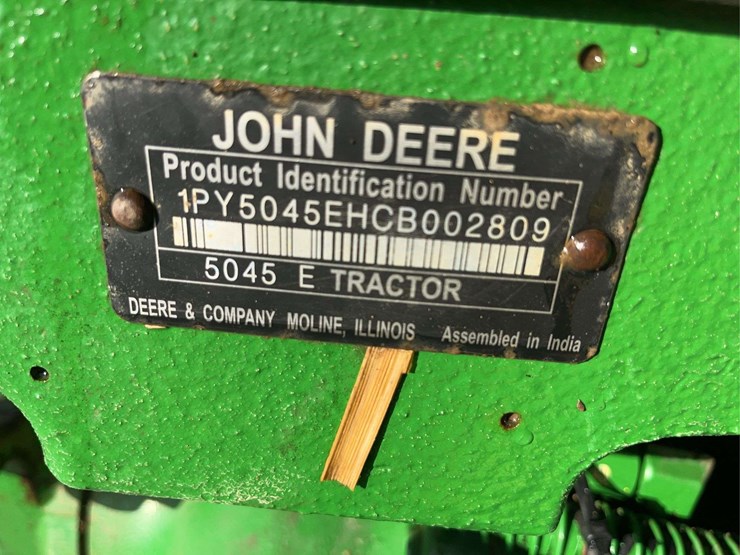 JOHN DEERE
Product Identification Number
1PY5045EHCB002809
5045 E TRACTOR
DEERE & COMPANY MOLINE, ILLINOIS Assembled in India